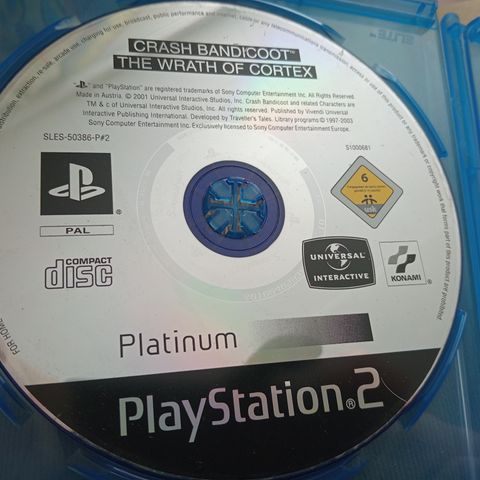 CRASH BANDICOOT™
THE WRATH OF CORTEX
and "PlayStation" are registered trademarks of Sony Computer Entertainment Inc. All Rights Reserved.
Made in Austria. © 2001 Universal Interactive Studios, Inc. Crash Bandicoot and related Characters are
TM & © of Universal Interactive Studios, Inc. All Rights Reserved. Published by Vivendi Universal
Interactive Publishing International. Developed by Traveller's Tales. Library programs © 1997-2003
Sony Computer Entertainment Inc. Exclusively licensed to Sony Computer Entertainment Europe.
SLES-50386-P#2
S1000681
PAL
6
usk
COMPACT
disc
UNIVERSAL
INTERACTIVE
KONAMI
Platinum
PlayStation®2
FOR HOME